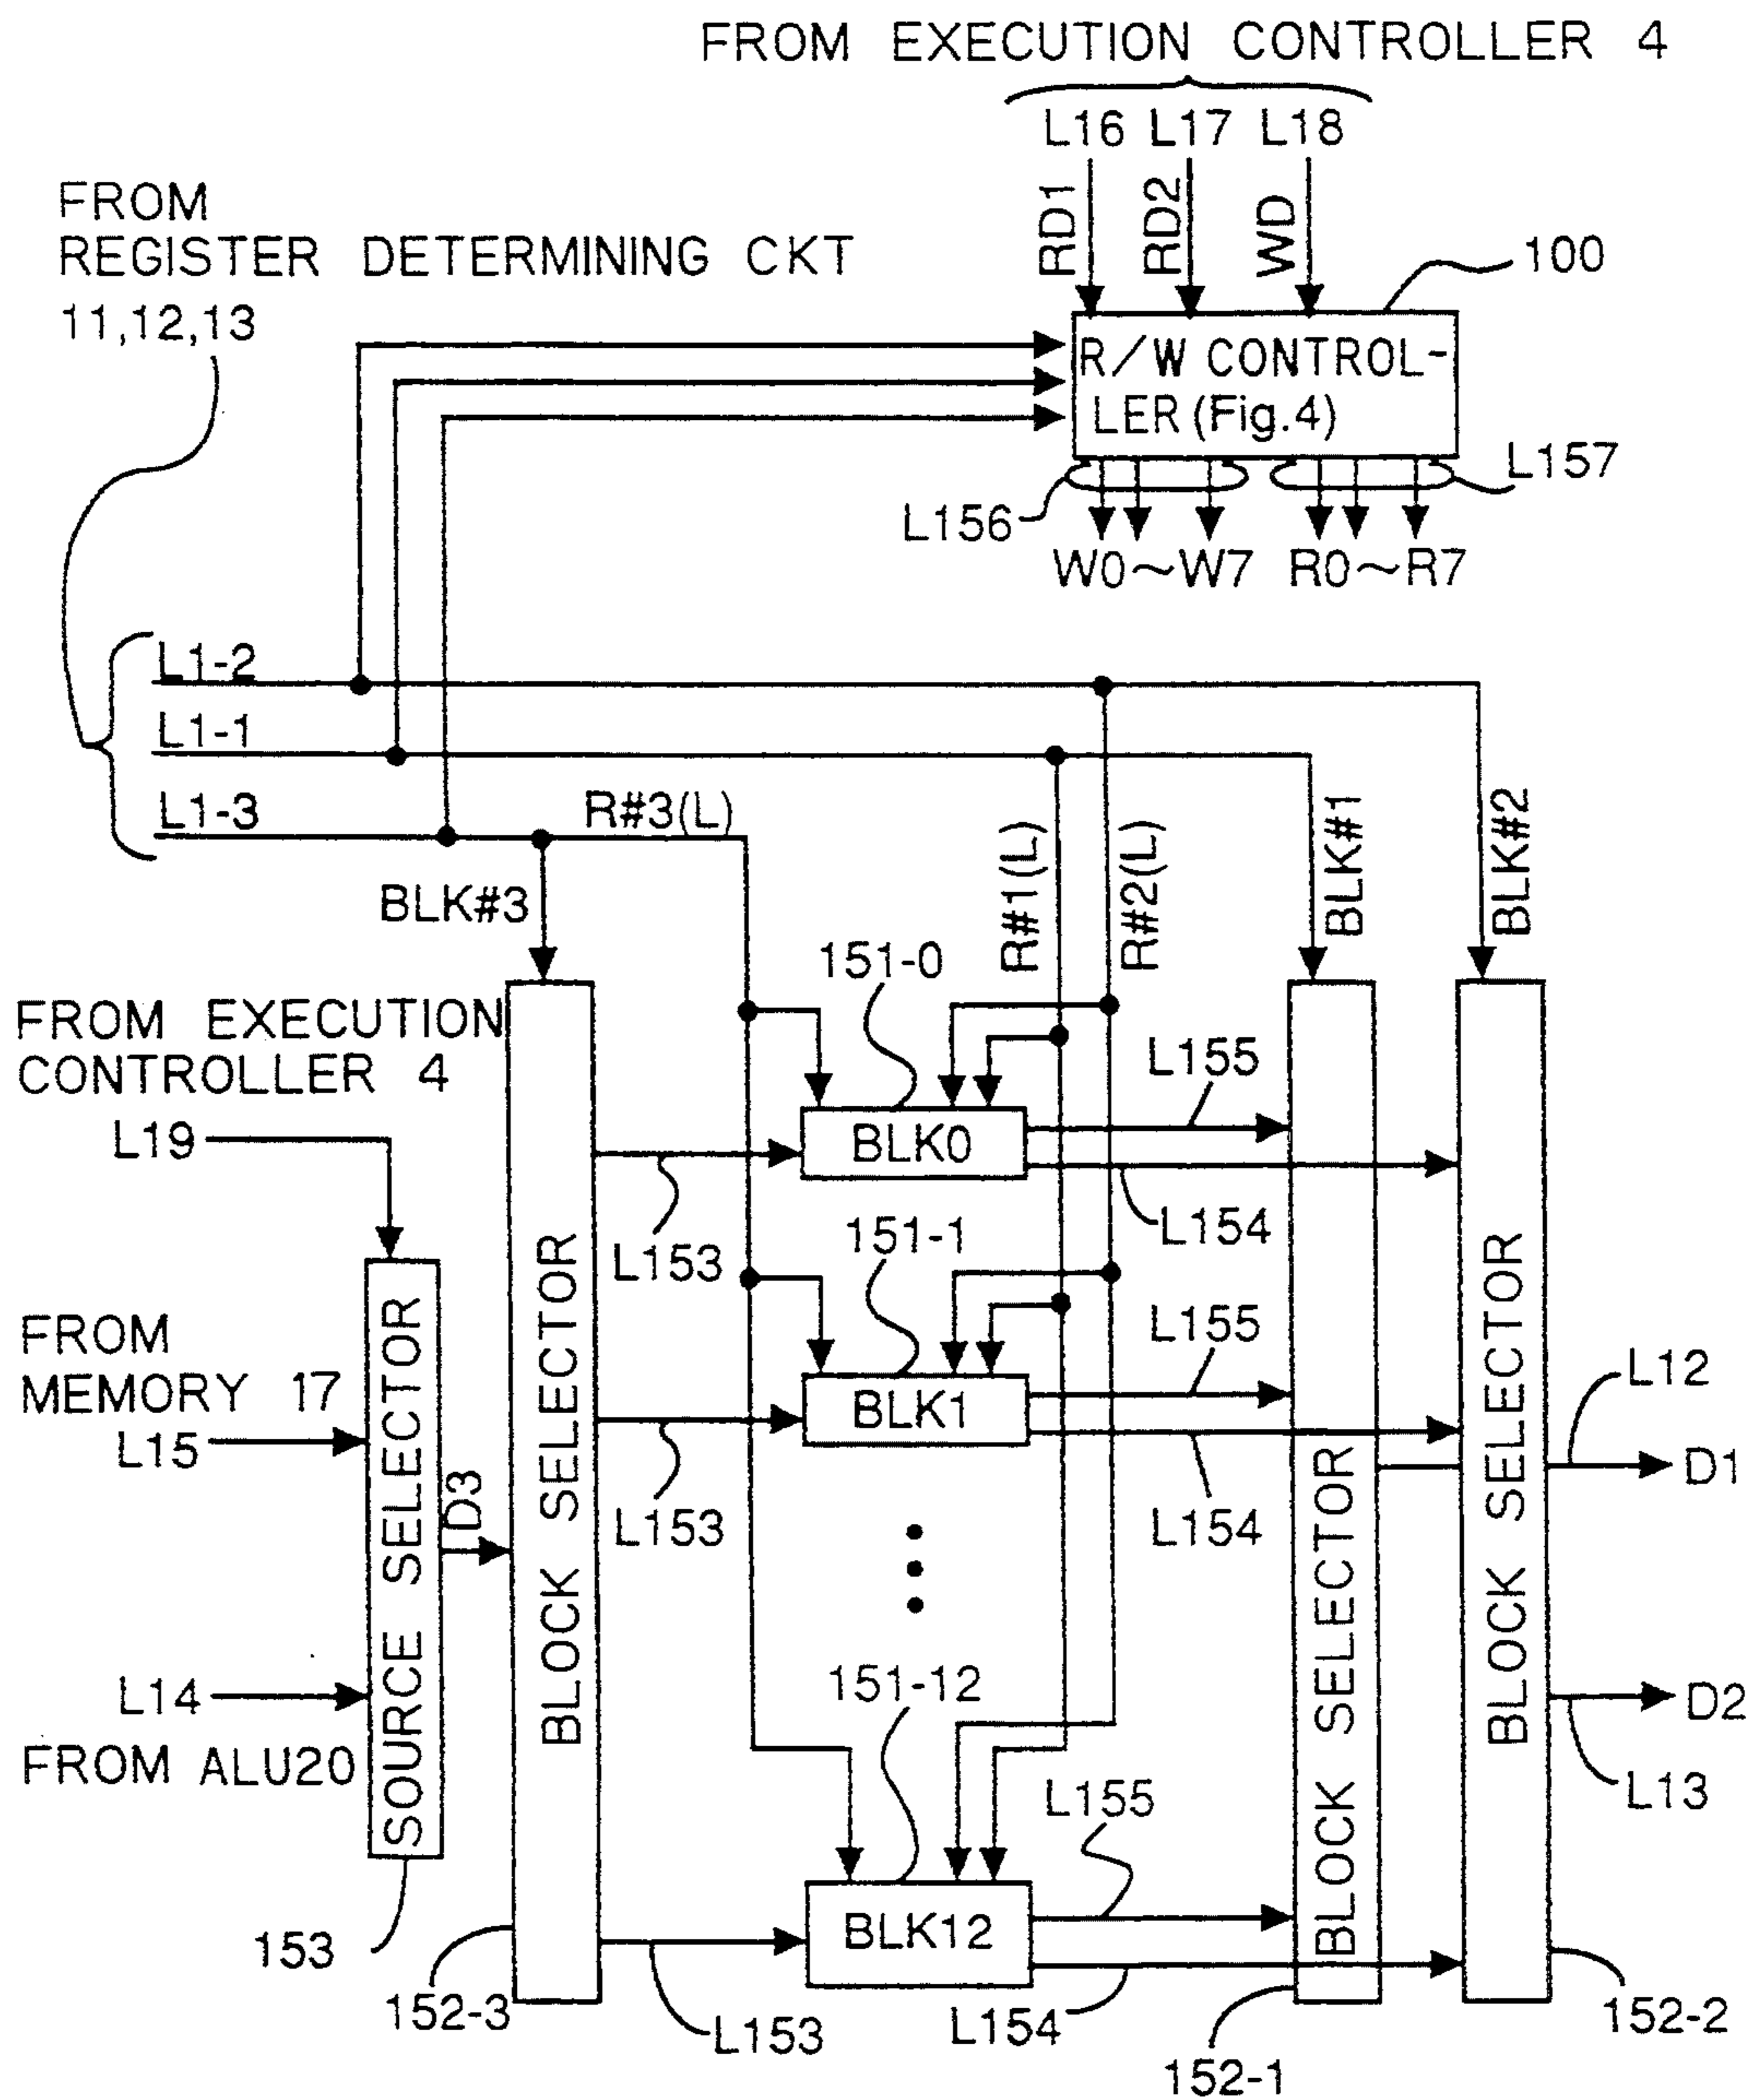 FROM EXECUTION CONTROLLER 4
L16 L17 L18
RD1
RD2
WD
100
FROM
REGISTER DETERMINING CKT
11,12,13
R/W CONTROL-
LER (Fig.4)
L156
L157
W0~W7
R0~R7
L1-2
L1-1
L1-3
R#3(L)
BLK#3
R#1(L)
R#2(L)
BLK#1
BLK#2
151-0
FROM EXECUTION
CONTROLLER 4
L19
BLK0
L155
L154
L153
151-1
FROM
MEMORY 17
L15
BLK1
L155
L154
L153
L12
D1
D3
SOURCE SELECTOR
BLOCK SELECTOR
BLOCK SELECTOR
BLOCK SELECTOR
L14
FROM ALU20
151-12
D2
L13
L155
BLK12
153
152-3
L153
L154
152-1
152-2